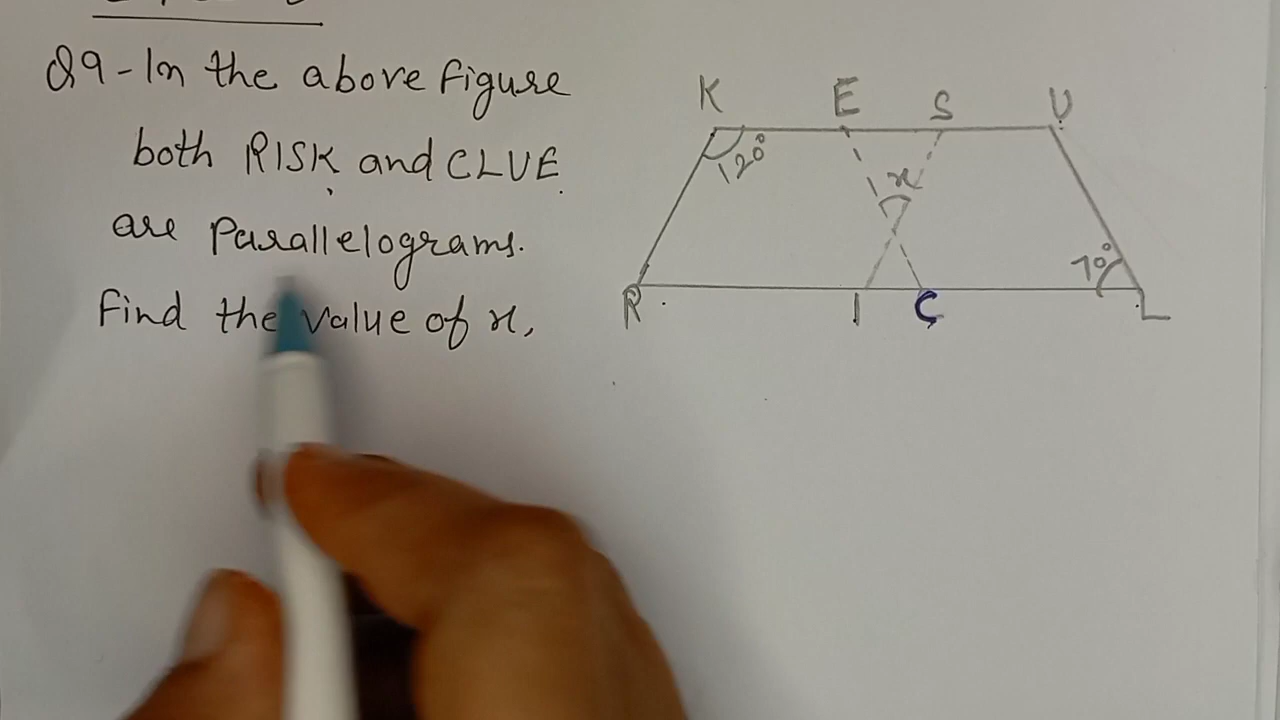 Q9-In the above figure
both RISK and CLUE
are Parallelograms.
Find the value of x,
K E S U
120°
x
70°
R I C L